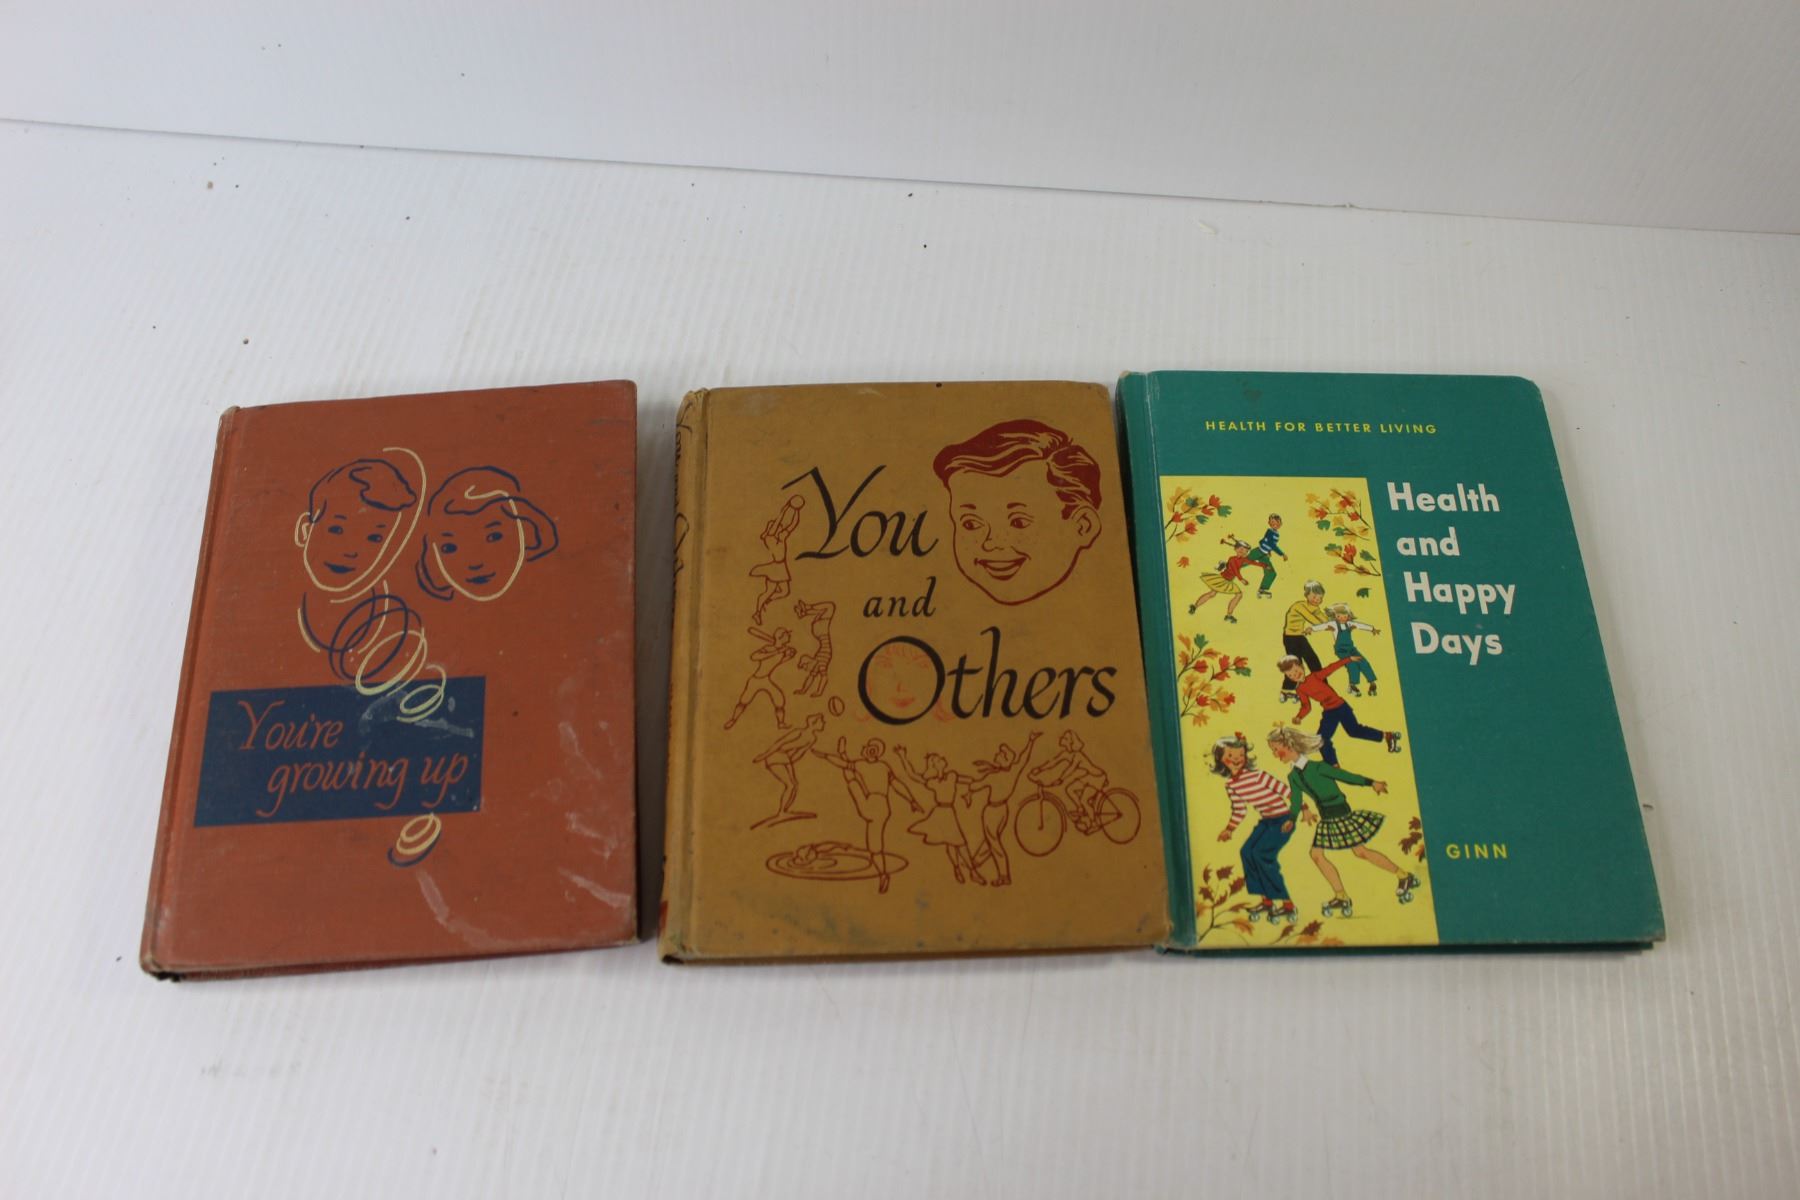 You're
growing up
You
and
Others
HEALTH FOR BETTER LIVING
Health
and
Happy
Days
GINN